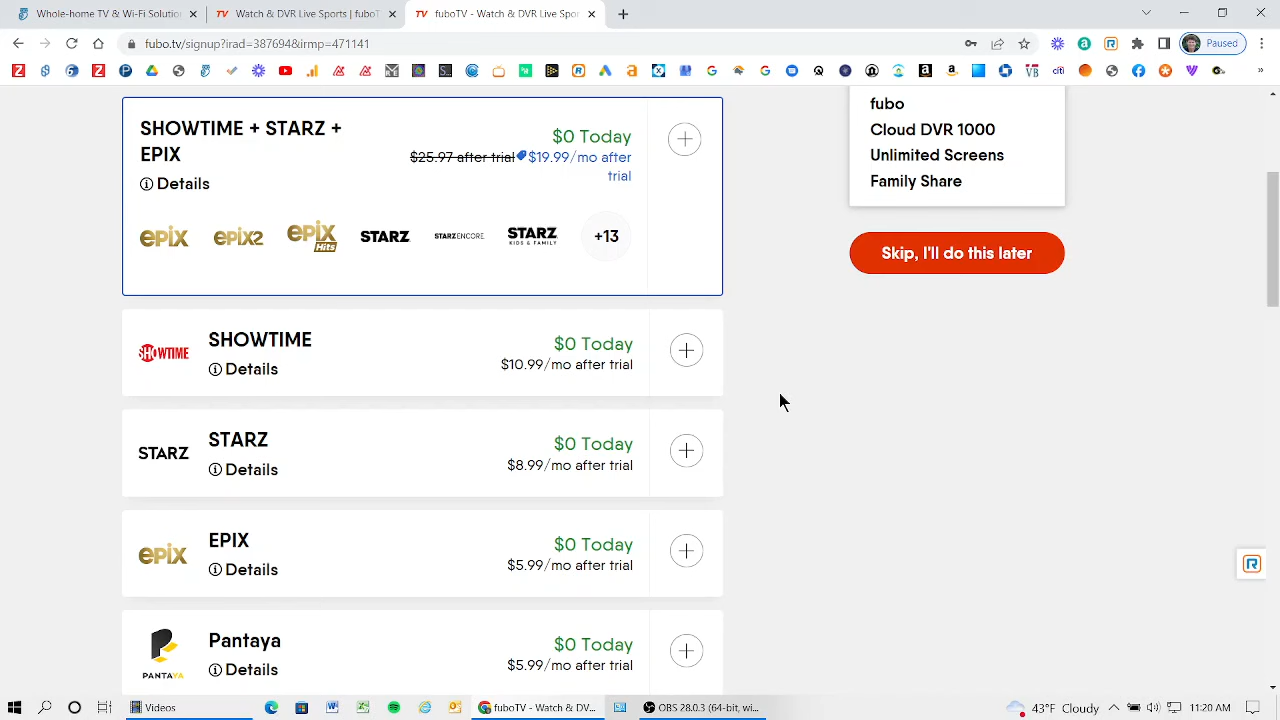 Whole-home TV & Wi-Fi Solutio
TV Watch & DVR Live Sports | fuboT
TV fuboTV - Watch & DVR Live Spor
fubo.tv/signup?irad=387694&irmp=471141
Paused
SHOWTIME + STARZ +
EPIX
Details
$0 Today
$25.97 after trial $19.99/mo after
trial
epix
epix2
epix Hits
STARZ
STARZ ENCORE
STARZ
KIDS & FAMILY
+13
SHOWTIME
SHOWTIME
Details
$0 Today
$10.99/mo after trial
STARZ
STARZ
Details
$0 Today
$8.99/mo after trial
epix
EPIX
Details
$0 Today
$5.99/mo after trial
PANTAYA
Pantaya
Details
$0 Today
$5.99/mo after trial
fubo
Cloud DVR 1000
Unlimited Screens
Family Share
Skip, I'll do this later
Videos
fuboTV - Watch & DV...
OBS 28.0.3 (64-bit, wi...
43°F Cloudy
11:20 AM